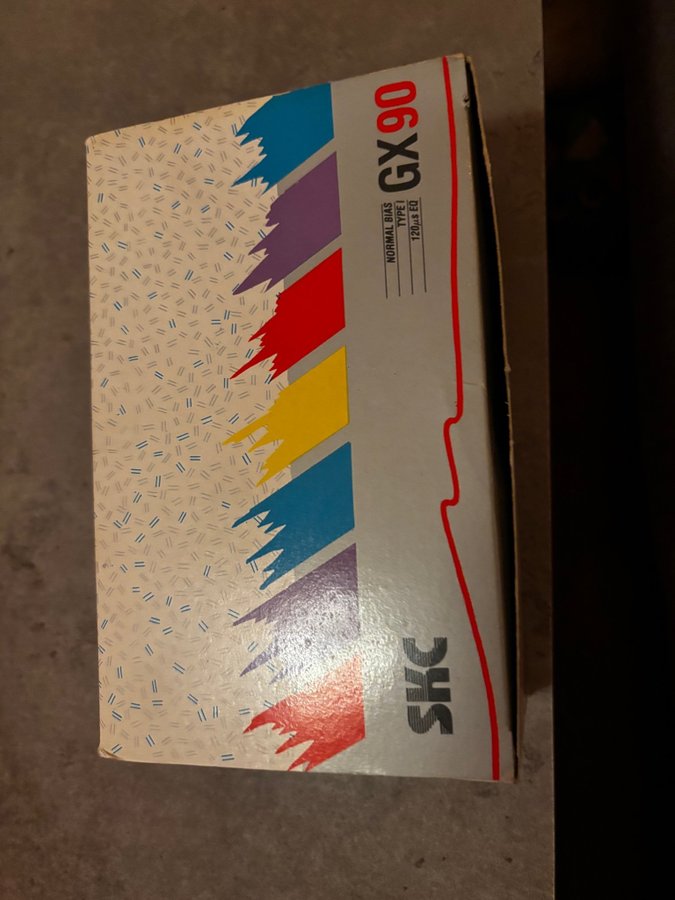 SKC
NORMAL BIAS
TYPE I
120μs EQ
GX90